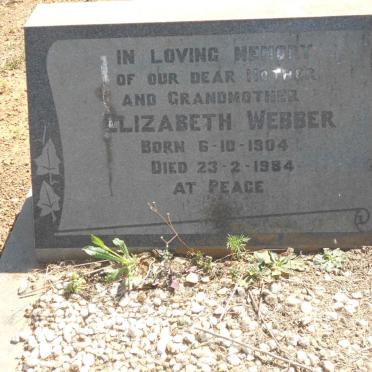 IN LOVING MEMORY
OF OUR DEAR MOTHER
AND GRANDMOTHER
ELIZABETH WEBBER
BORN 6-10-1904
DIED 23-2-1984
AT PEACE